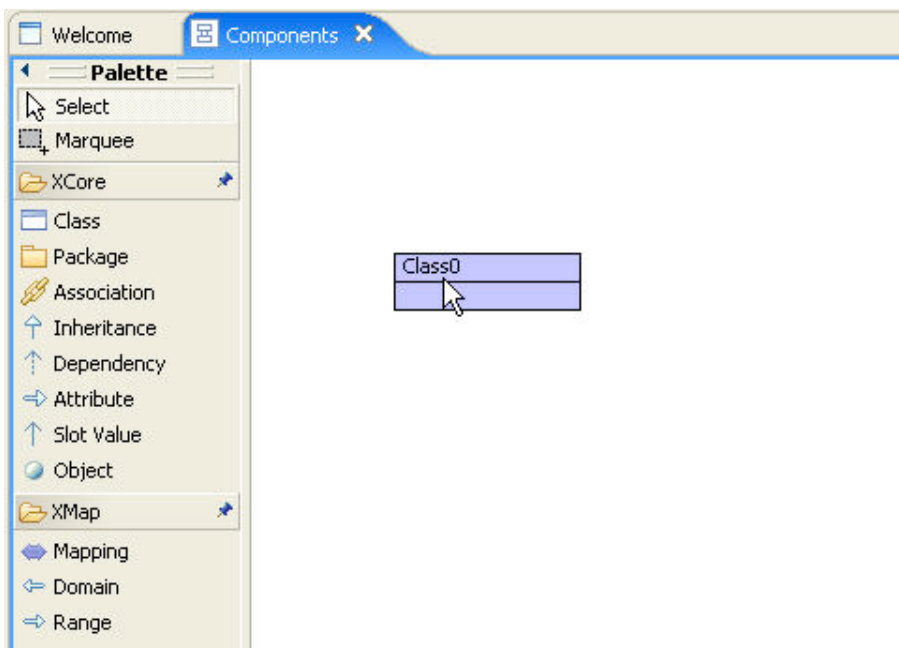 Welcome
Components
Palette
Select
Marquee
XCore
Class
Package
Association
Inheritance
Dependency
Attribute
Slot Value
Object
XMap
Mapping
Domain
Range
Class0